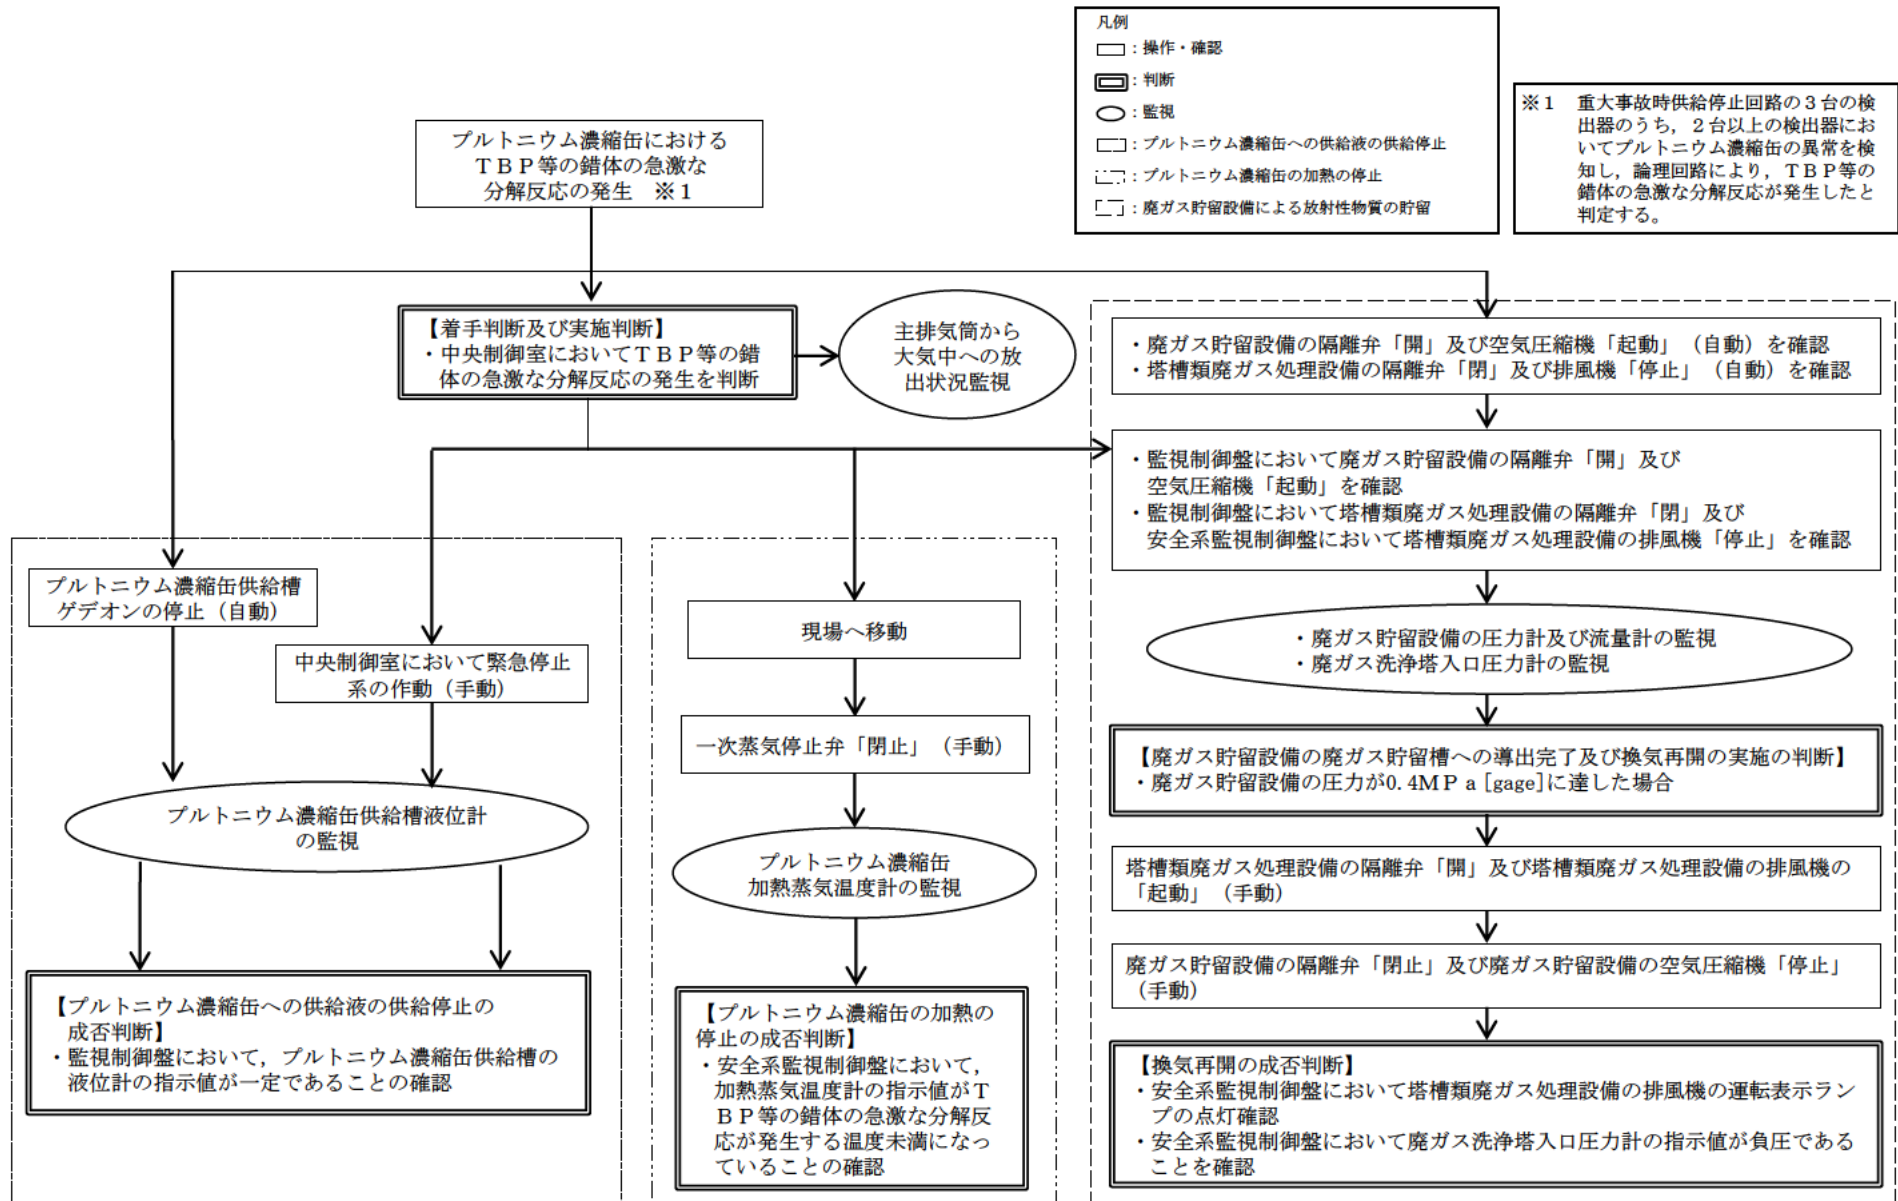 凡例
：操作・確認
：判断
：監視
：プルトニウム濃縮缶への供給液の供給停止
：プルトニウム濃縮缶の加熱の停止
：廃ガス貯留設備による放射性物質の貯留
※１　重大事故時供給停止回路の３台の検
出器のうち，２台以上の検出器にお
いてプルトニウム濃縮缶の異常を検
知し，論理回路により，ＴＢＰ等の
錯体の急激な分解反応が発生したと
判定する。
プルトニウム濃縮缶における
ＴＢＰ等の錯体の急激な
分解反応の発生　※１
【着手判断及び実施判断】
・中央制御室においてＴＢＰ等の錯
体の急激な分解反応の発生を判断
主排気筒から
大気中への放
出状況監視
プルトニウム濃縮缶供給槽
ゲデオンの停止（自動）
中央制御室において緊急停止
系の作動（手動）
プルトニウム濃縮缶供給槽液位計
の監視
【プルトニウム濃縮缶への供給液の供給停止の
成否判断】
・監視制御盤において，プルトニウム濃縮缶供給槽の
液位計の指示値が一定であることの確認
現場へ移動
一次蒸気停止弁「閉止」（手動）
プルトニウム濃縮缶
加熱蒸気温度計の監視
【プルトニウム濃縮缶の加熱の
停止の成否判断】
・安全系監視制御盤において，
加熱蒸気温度計の指示値がＴ
ＢＰ等の錯体の急激な分解反
応が発生する温度未満になっ
ていることの確認
・廃ガス貯留設備の隔離弁「開」及び空気圧縮機「起動」（自動）を確認
・塔槽類廃ガス処理設備の隔離弁「閉」及び排風機「停止」（自動）を確認
・監視制御盤において廃ガス貯留設備の隔離弁「開」及び
空気圧縮機「起動」を確認
・監視制御盤において塔槽類廃ガス処理設備の隔離弁「閉」及び
安全系監視制御盤において塔槽類廃ガス処理設備の排風機「停止」を確認
・廃ガス貯留設備の圧力計及び流量計の監視
・廃ガス洗浄塔入口圧力計の監視
【廃ガス貯留設備の廃ガス貯留槽への導出完了及び換気再開の実施の判断】
・廃ガス貯留設備の圧力が0.4ＭＰａ[gage]に達した場合
塔槽類廃ガス処理設備の隔離弁「開」及び塔槽類廃ガス処理設備の排風機の
「起動」（手動）
廃ガス貯留設備の隔離弁「閉止」及び廃ガス貯留設備の空気圧縮機「停止」
（手動）
【換気再開の成否判断】
・安全系監視制御盤において塔槽類廃ガス処理設備の排風機の運転表示ラン
プの点灯確認
・安全系監視制御盤において廃ガス洗浄塔入口圧力計の指示値が負圧である
ことを確認